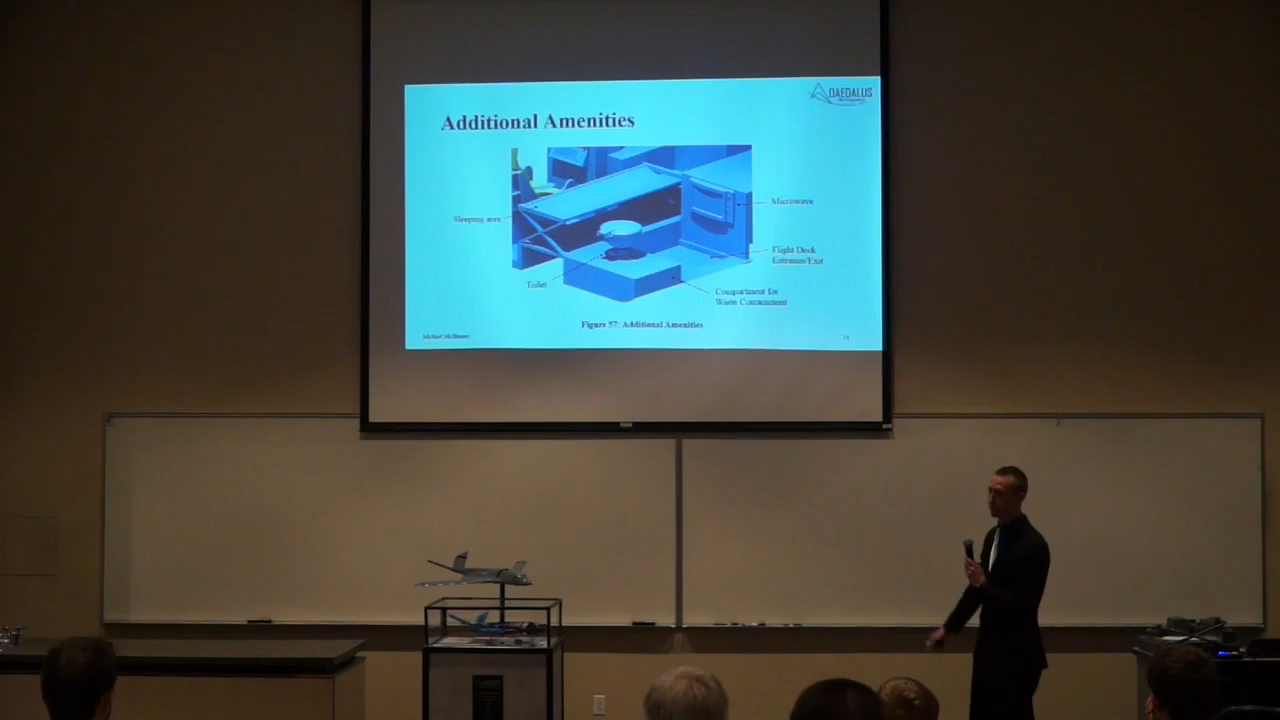 DAEDALUS
Additional Amenities
Sleeping area
Microwave
Flight Deck
Entrance/Exit
Toilet
Compartment for
Waste Containment
Figure 57: Additional Amenities
Michael